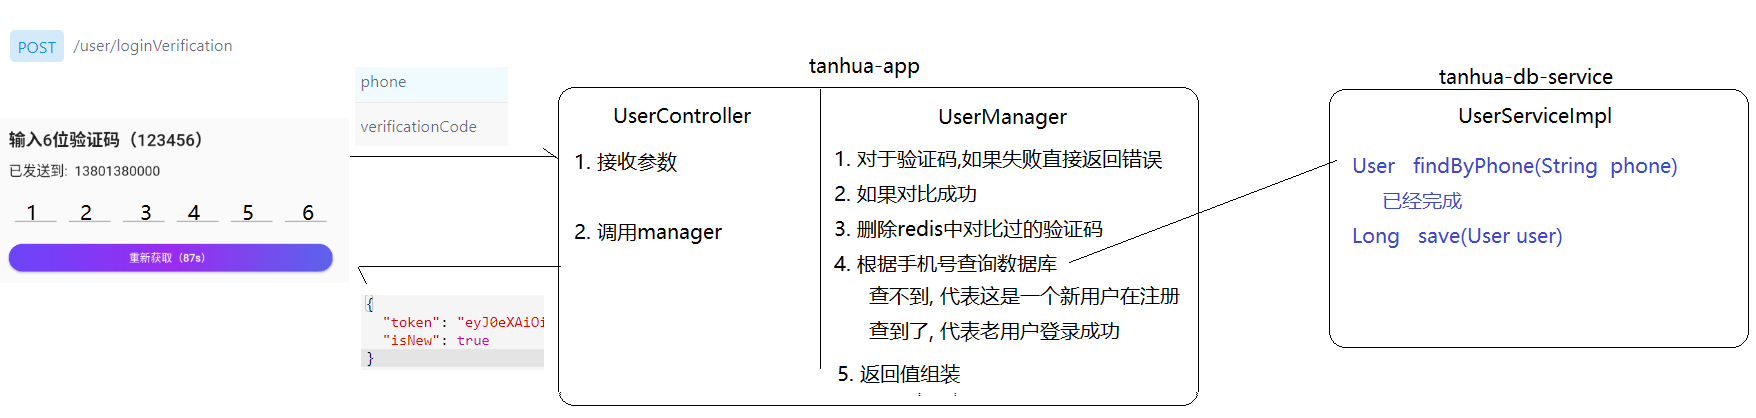 POST /user/loginVerification
输入6位验证码（123456）
已发送到: 13801380000
1 2 3 4 5 6
重新获取（87s）
phone
verificationCode
{
"token": "eyJ0eXAiOi
"isNew": true
}
tanhua-app
UserController
1. 接收参数
2. 调用manager
UserManager
1. 对于验证码,如果失败直接返回错误
2. 如果对比成功
3. 删除redis中对比过的验证码
4. 根据手机号查询数据库
查不到, 代表这是一个新用户在注册
查到了, 代表老用户登录成功
5. 返回值组装
tanhua-db-service
UserServiceImpl
User findByPhone(String phone)
已经完成
Long save(User user)